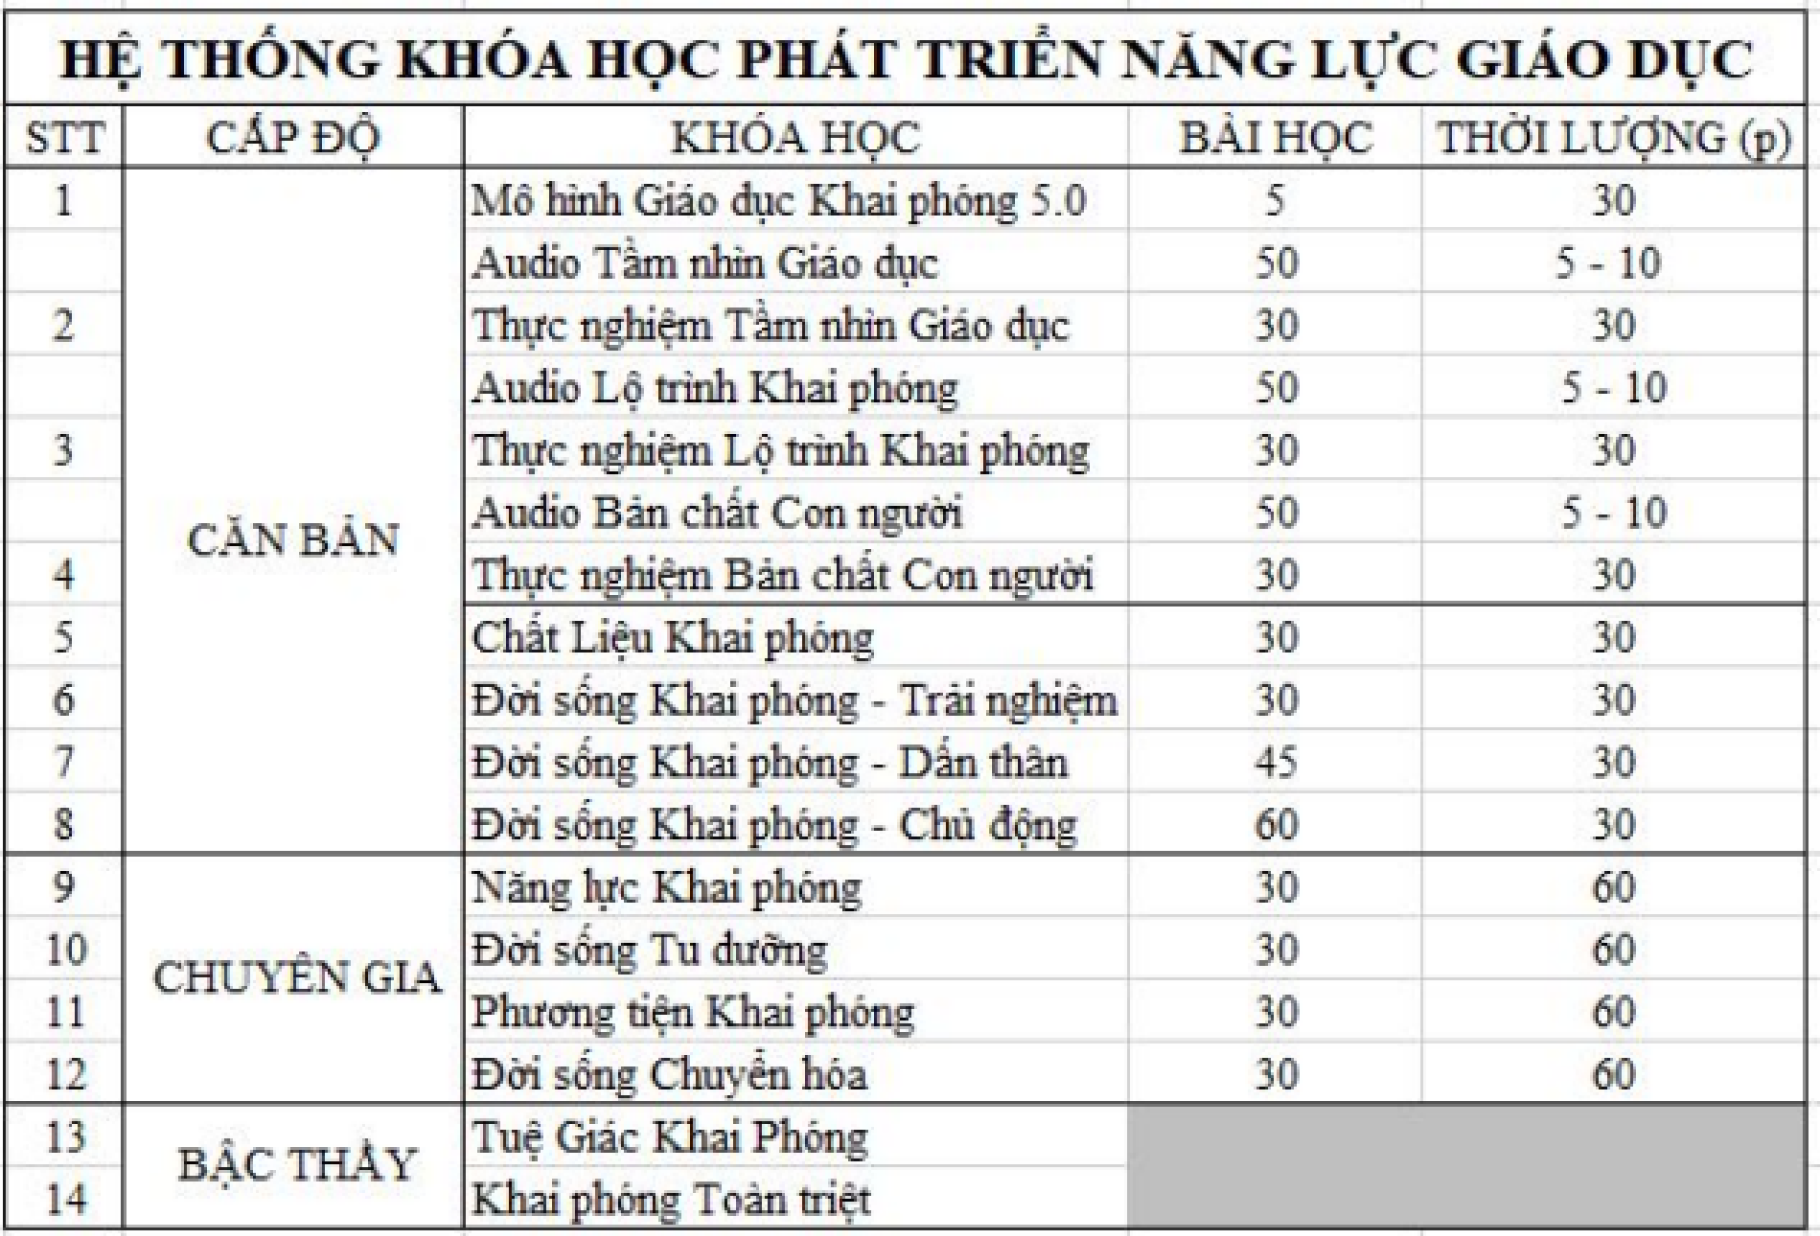 HỆ THỐNG KHÓA HỌC PHÁT TRIỂN NĂNG LỰC GIÁO DỤC
STT CẤP ĐỘ KHÓA HỌC BÀI HỌC THỜI LƯỢNG (p)
1 Mô hình Giáo dục Khai phóng 5.0 5 30
Audio Tầm nhìn Giáo dục 50 5 - 10
2 Thực nghiệm Tầm nhìn Giáo dục 30 30
Audio Lộ trình Khai phóng 50 5 - 10
3 Thực nghiệm Lộ trình Khai phóng 30 30
Audio Bản chất Con người 50 5 - 10
CĂN BẢN
4 Thực nghiệm Bản chất Con người 30 30
5 Chất Liệu Khai phóng 30 30
6 Đời sống Khai phóng - Trải nghiệm 30 30
7 Đời sống Khai phóng - Dấn thân 45 30
8 Đời sống Khai phóng - Chủ động 60 30
9 Năng lực Khai phóng 30 60
10 Đời sống Tu dưỡng 30 60
CHUYÊN GIA
11 Phương tiện Khai phóng 30 60
12 Đời sống Chuyển hóa 30 60
13 Tuệ Giác Khai Phóng
BẬC THẦY
14 Khai phóng Toàn triệt